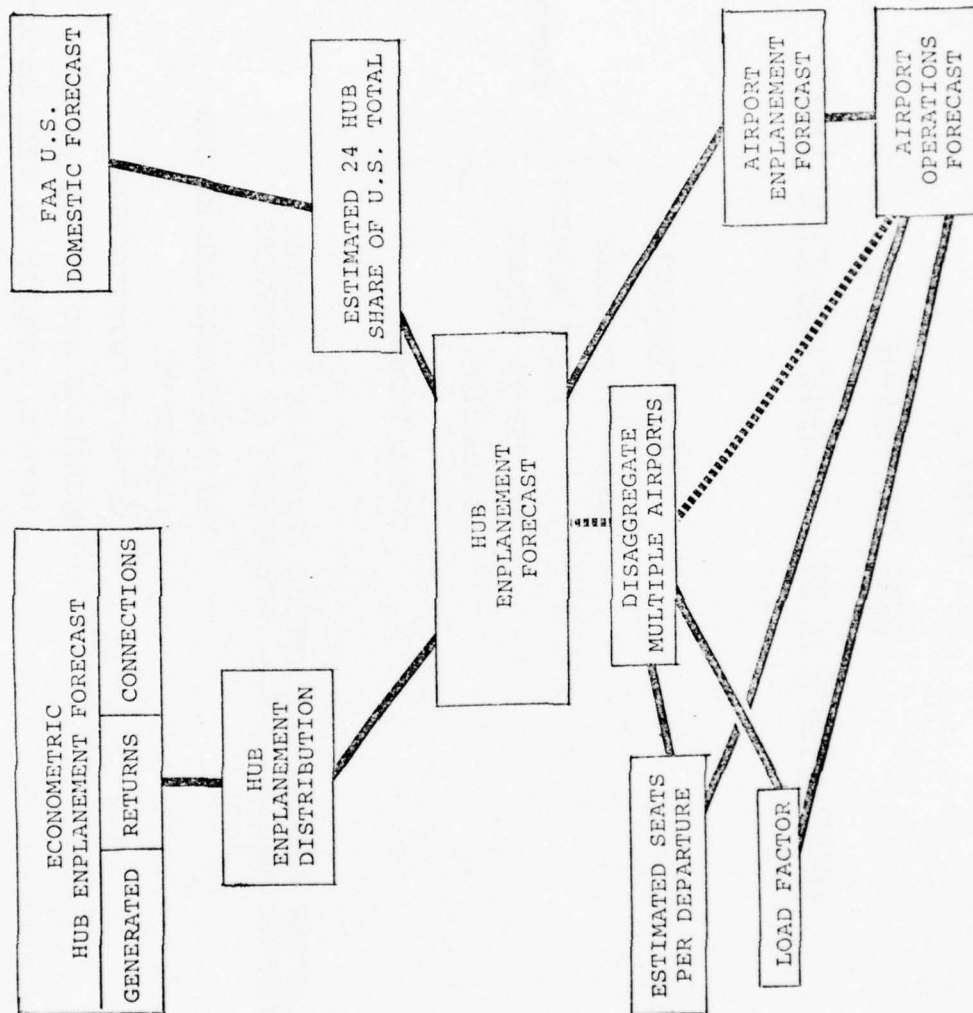 ECONOMETRIC
HUB ENPLANEMENT FORECAST
GENERATED
RETURNS
CONNECTIONS
FAA U.S.
DOMESTIC FORECAST
HUB
ENPLANEMENT
DISTRIBUTION
ESTIMATED 24 HUB
SHARE OF U.S. TOTAL
HUB
ENPLANEMENT
FORECAST
ESTIMATED SEATS
PER DEPARTURE
DISAGGREGATE
MULTIPLE AIRPORTS
AIRPORT
ENPLANEMENT
FORECAST
LOAD FACTOR
AIRPORT
OPERATIONS
FORECAST